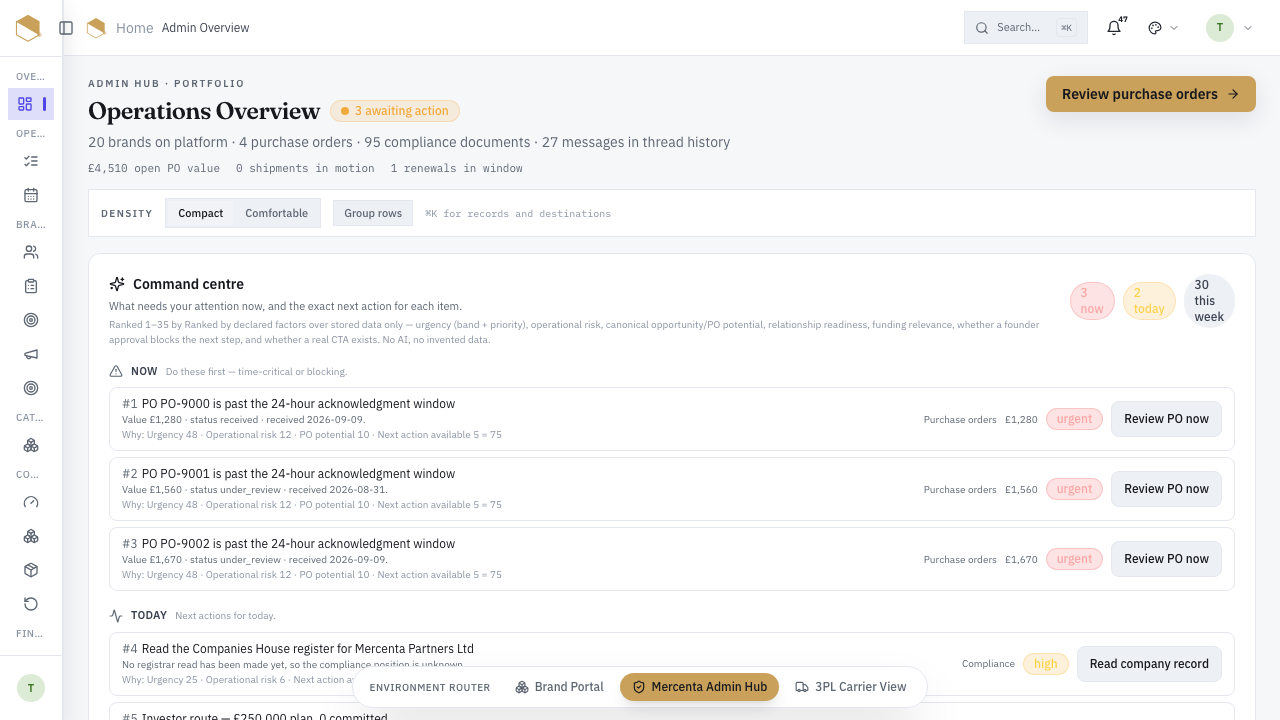 Home Admin Overview
Search... ⌘K
47
T
OVE...
OPE...
BRA...
CAT...
CO...
FIN...
T
ADMIN HUB · PORTFOLIO
Operations Overview
3 awaiting action
Review purchase orders
20 brands on platform · 4 purchase orders · 95 compliance documents · 27 messages in thread history
£4,510 open PO value 0 shipments in motion 1 renewals in window
DENSITY Compact Comfortable Group rows ⌘K for records and destinations
Command centre
What needs your attention now, and the exact next action for each item.
Ranked 1–35 by Ranked by declared factors over stored data only — urgency (band + priority), operational risk, canonical opportunity/PO potential, relationship readiness, funding relevance, whether a founder
approval blocks the next step, and whether a real CTA exists. No AI, no invented data.
3 now
2 today
30 this week
NOW Do these first — time-critical or blocking.
#1 PO PO-9000 is past the 24-hour acknowledgment window
Value £1,280 · status received · received 2026-09-09.
Why: Urgency 48 · Operational risk 12 · PO potential 10 · Next action available 5 = 75
Purchase orders £1,280 urgent Review PO now
#2 PO PO-9001 is past the 24-hour acknowledgment window
Value £1,560 · status under_review · received 2026-08-31.
Why: Urgency 48 · Operational risk 12 · PO potential 10 · Next action available 5 = 75
Purchase orders £1,560 urgent Review PO now
#3 PO PO-9002 is past the 24-hour acknowledgment window
Value £1,670 · status under_review · received 2026-09-09.
Why: Urgency 48 · Operational risk 12 · PO potential 10 · Next action available 5 = 75
Purchase orders £1,670 urgent Review PO now
TODAY Next actions for today.
#4 Read the Companies House register for Mercenta Partners Ltd
No registrar read has been made yet, so the compliance position is unknown.
Why: Urgency 25 · Operational risk 6 · Next action
Compliance high Read company record
#5 Investor route — £250,000 plan, 0 committed
ENVIRONMENT ROUTER Brand Portal Mercenta Admin Hub 3PL Carrier View